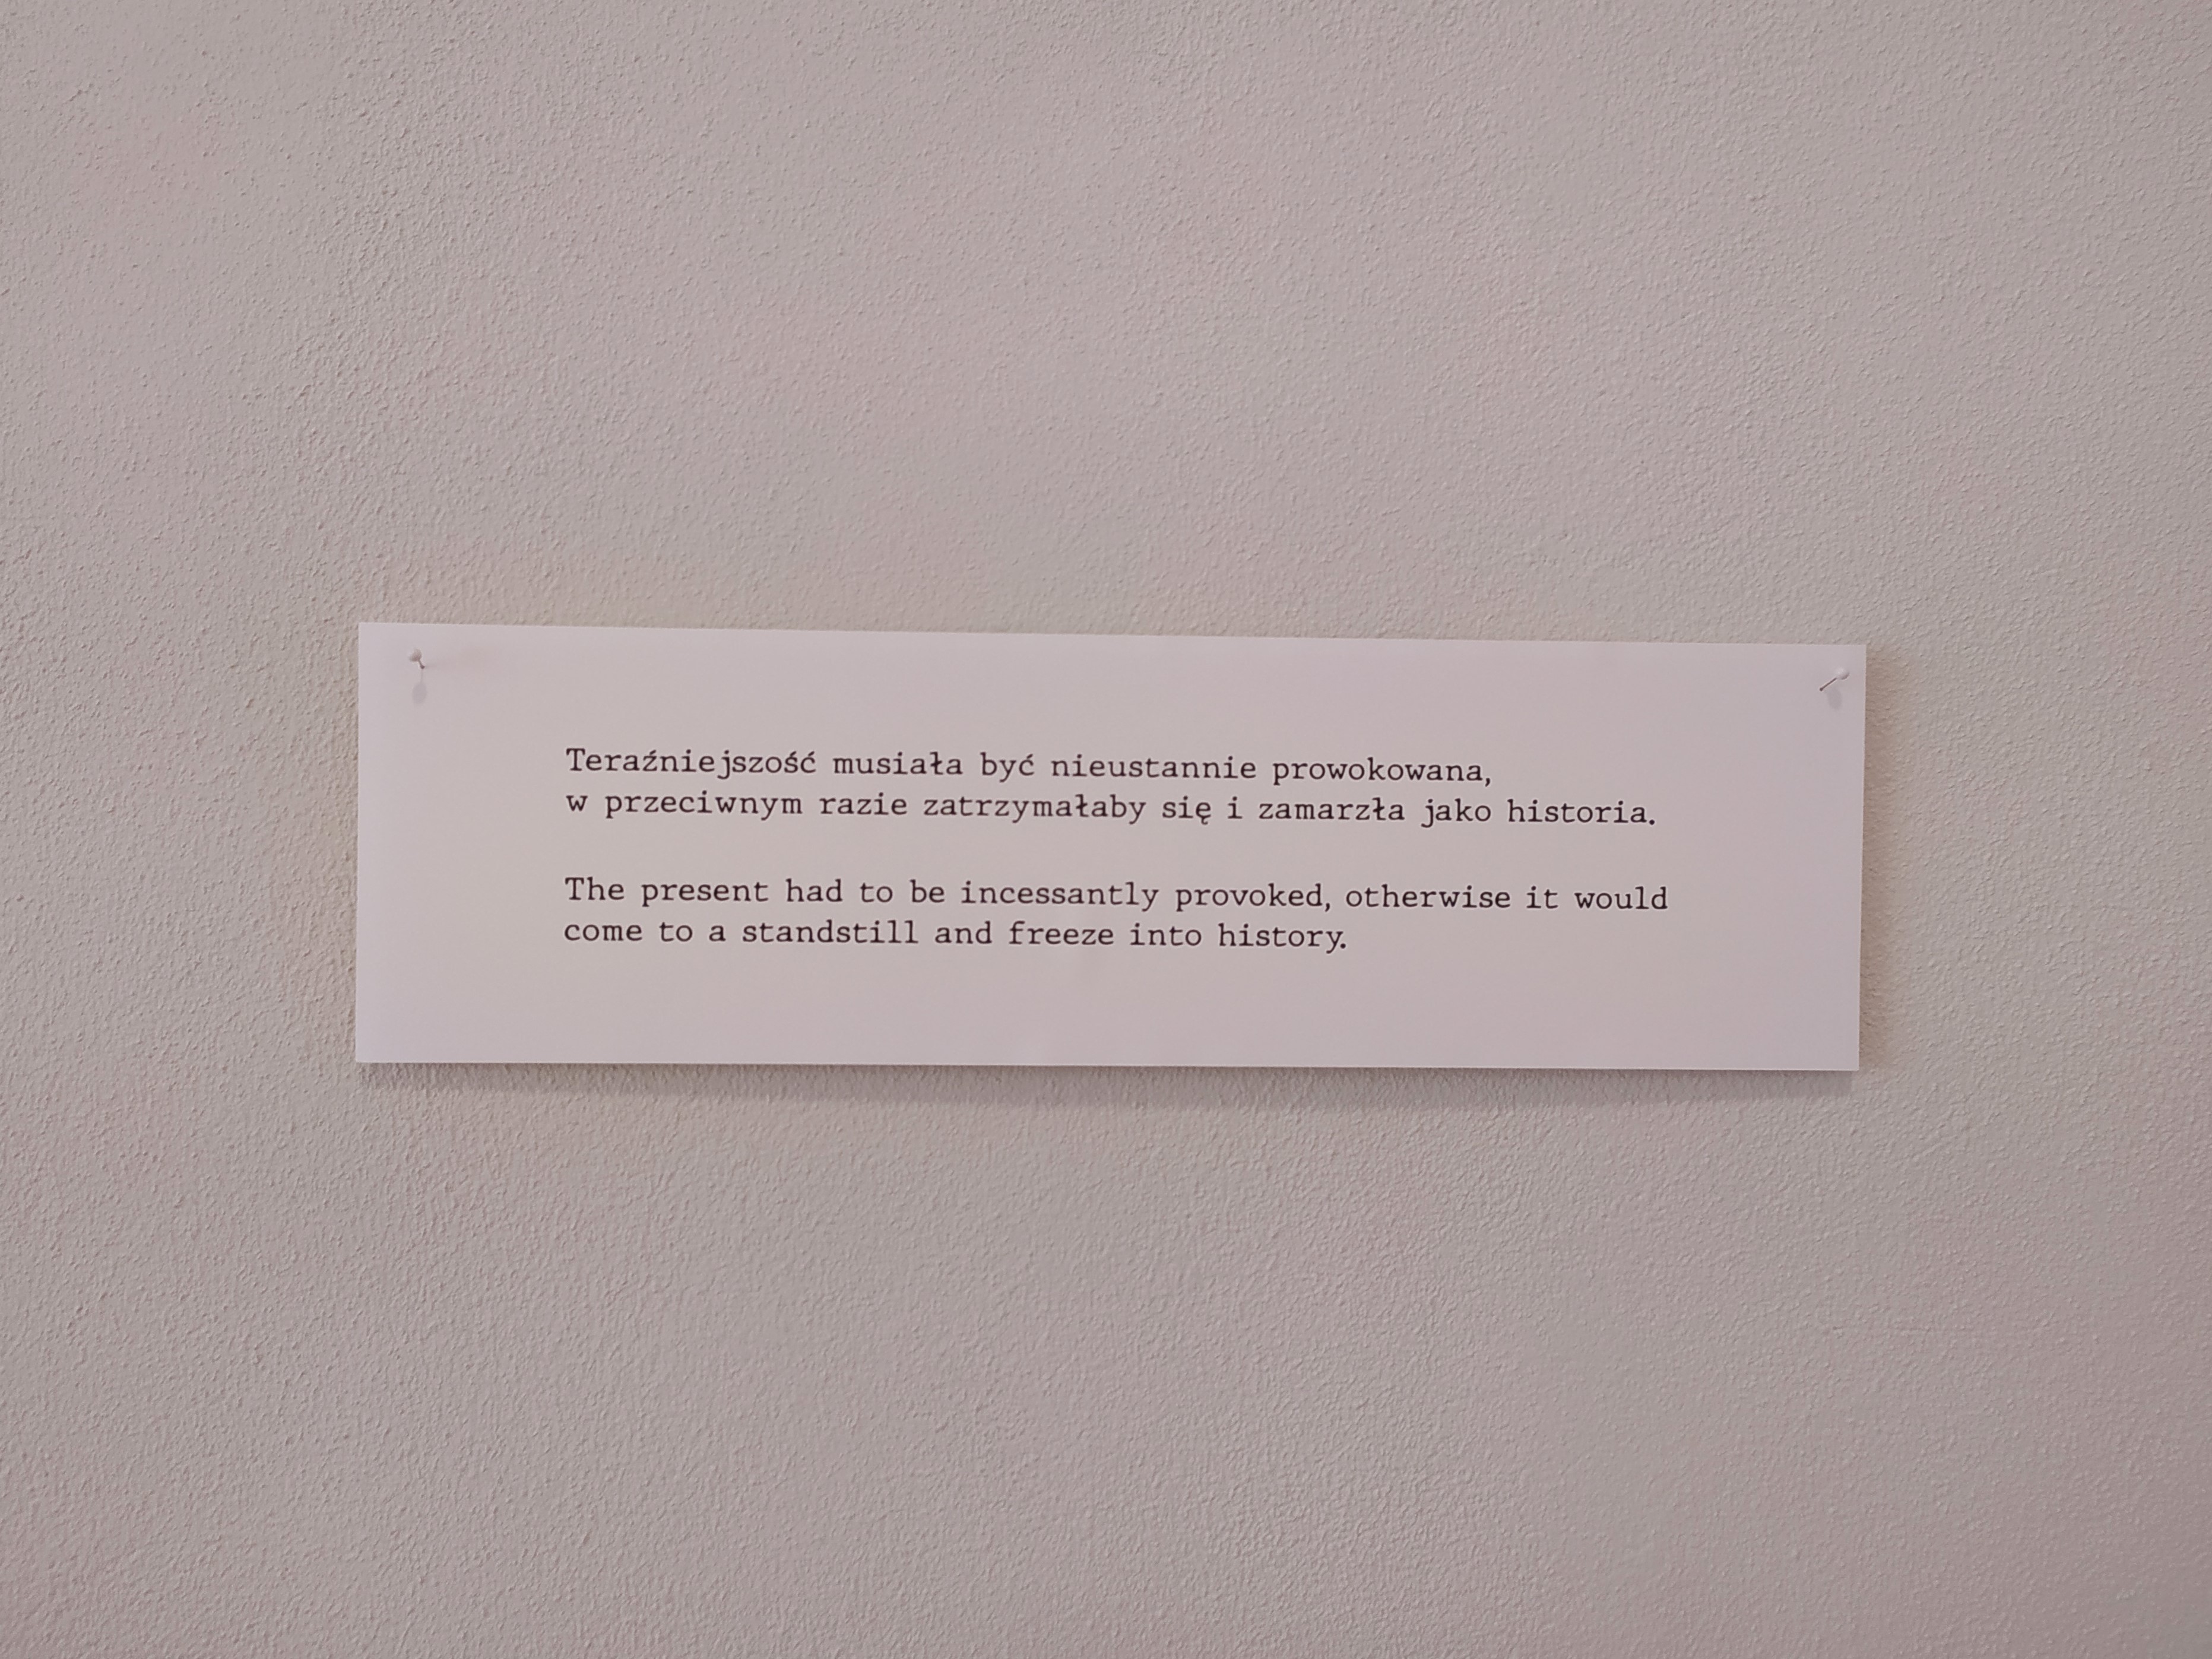 Teraźniejszość musiała być nieustannie prowokowana,
w przeciwnym razie zatrzymałaby się i zamarzła jako historia.
The present had to be incessantly provoked, otherwise it would
come to a standstill and freeze into history.